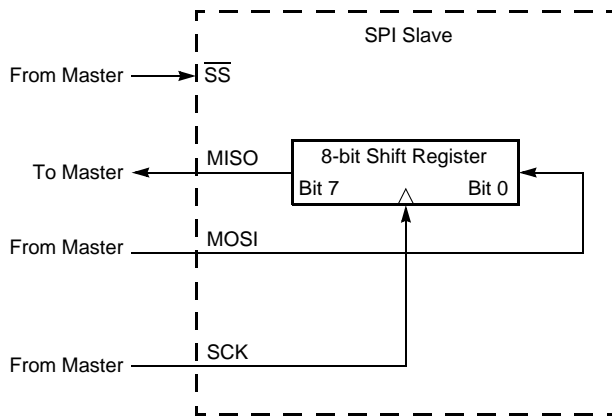 SPI Slave
From Master
S̅S̅
To Master
MISO
8-bit Shift Register
Bit 7
Bit 0
From Master
MOSI
From Master
SCK